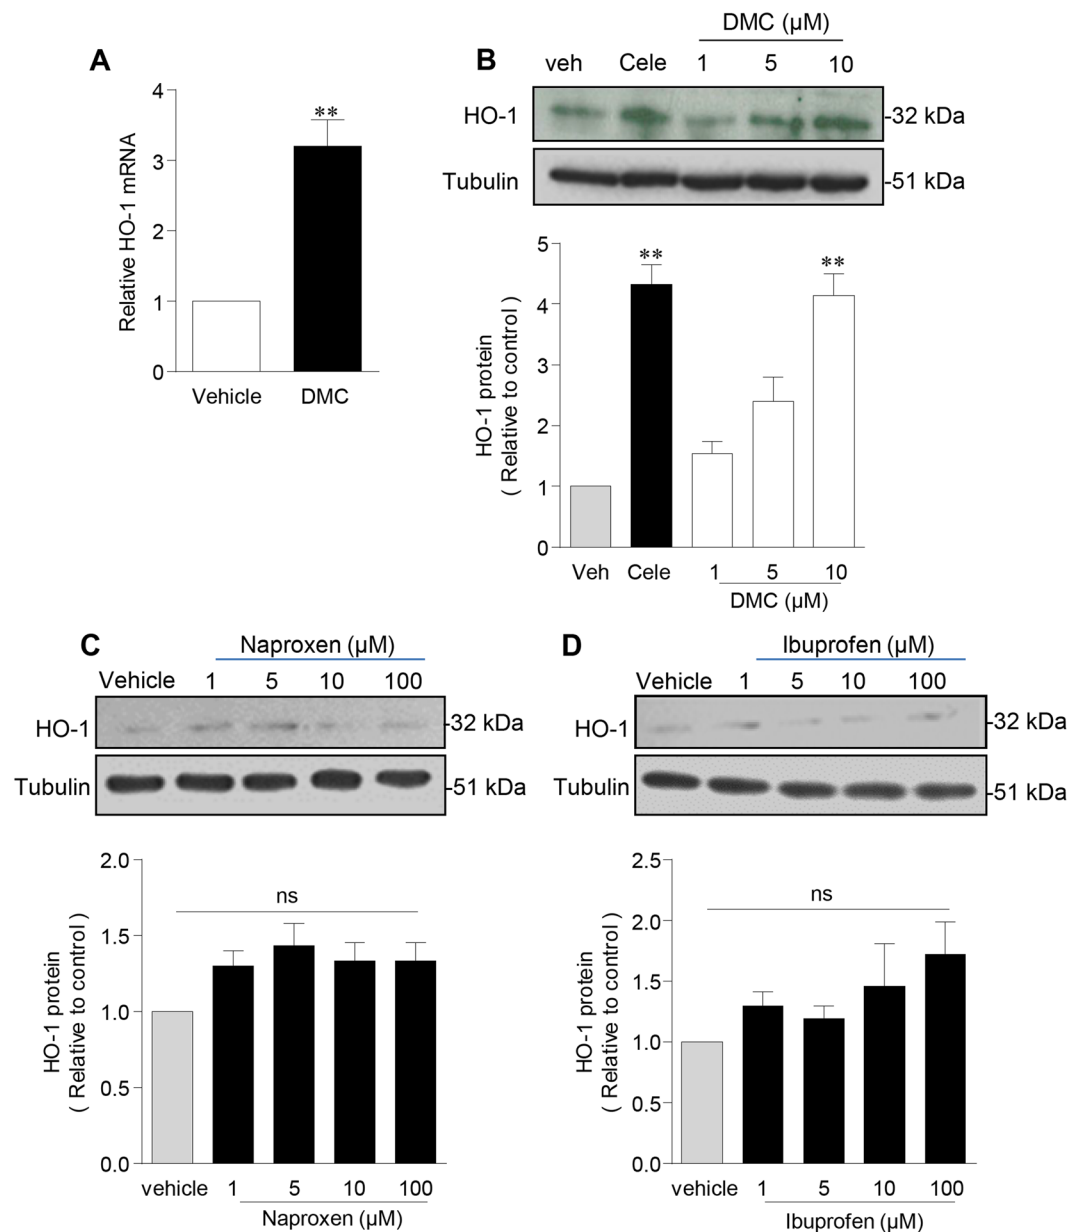 A
4
3
2
1
0
Relative HO-1 mRNA
**
Vehicle DMC
B
DMC (µM)
veh Cele 1 5 10
HO-1 -32 kDa
Tubulin -51 kDa
5
4
3
2
1
0
HO-1 protein
( Relative to control )
** **
Veh Cele 1 5 10
DMC (µM)
C
Naproxen (µM)
Vehicle 1 5 10 100
HO-1 -32 kDa
Tubulin -51 kDa
2.0
1.5
1.0
0.5
0.0
HO-1 protein
( Relative to control )
ns
vehicle 1 5 10 100
Naproxen (µM)
D
Ibuprofen (µM)
Vehicle 1 5 10 100
HO-1 -32 kDa
Tubulin -51 kDa
2.5
2.0
1.5
1.0
0.5
0.0
HO-1 protein
( Relative to control )
ns
vehicle 1 5 10 100
Ibuprofen (µM)